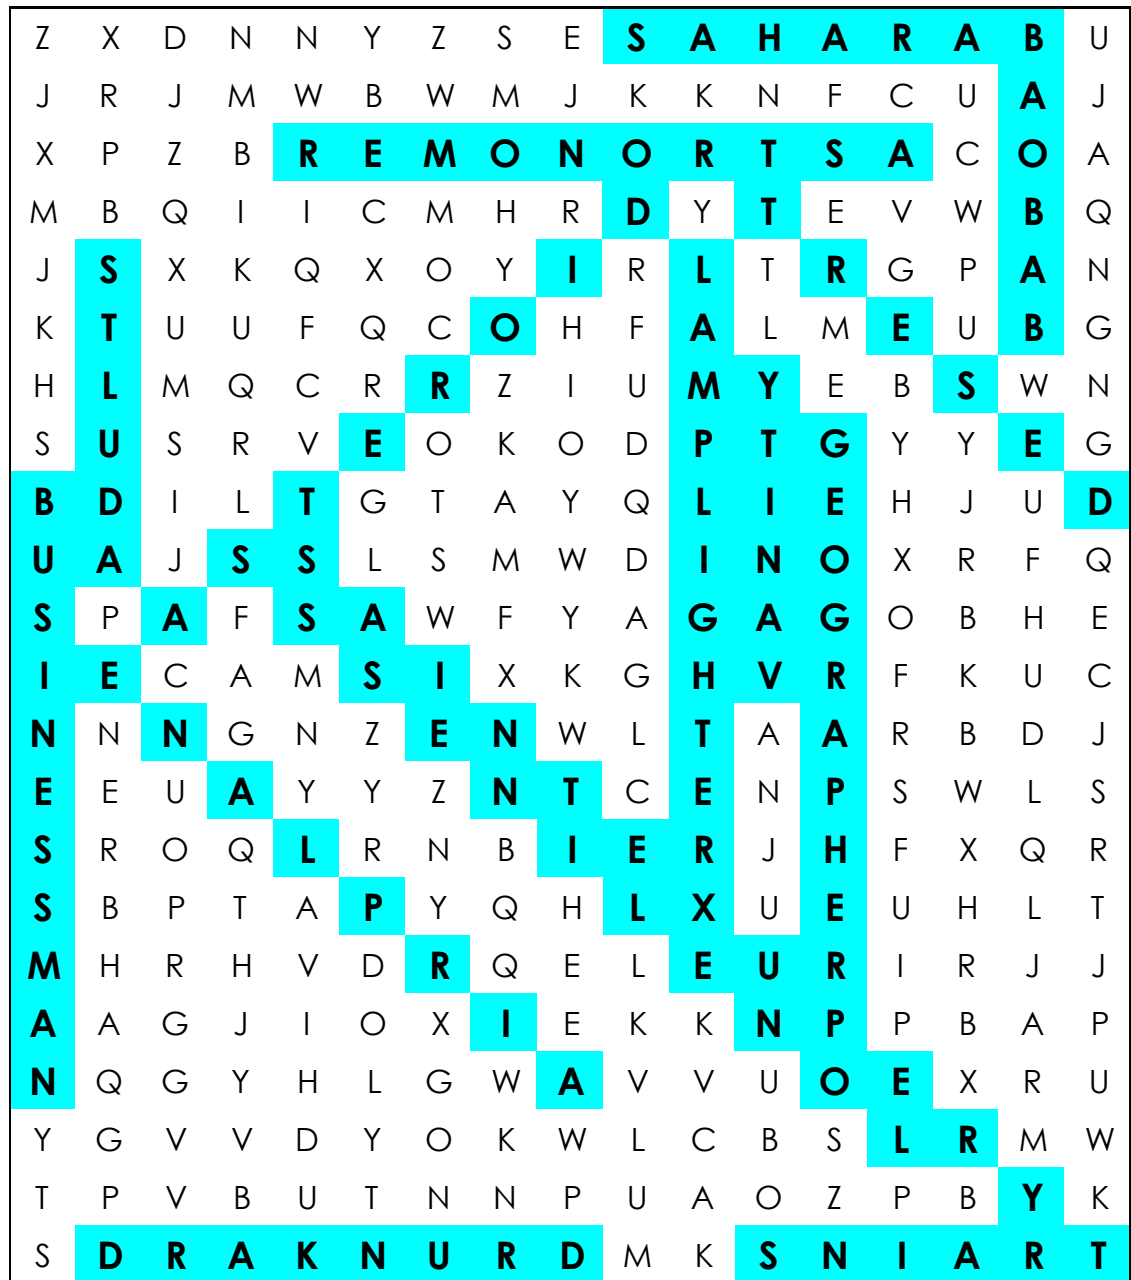 Z X D N N Y Z S E S A H A R A B U
J R J M W B W M J K K N F C U A J
X P Z B R E M O N O R T S A C O A
M B Q I I C M H R D Y T E V W B Q
J S X K Q X O Y I R L T R G P A N
K T U U F Q C O H F A L M E U B G
H L M Q C R R Z I U M Y E B S W N
S U S R V E O K O D P T G Y Y E G
B D I L T G T A Y Q L I E H J U D
U A J S S L S M W D I N O X R F Q
S P A F S A W F Y A G A G O B H E
I E C A M S I X K G H V R F K U C
N N N G N Z E N W L T A A R B D J
E E U A Y Y Z N T C E N P S W L S
S R O Q L R N B I E R J H F X Q R
S B P T A P Y Q H L X U E U H L T
M H R H V D R Q E L E U R I R J J
A A G J I O X I E K K N P P B A P
N Q G Y H L G W A V V U O E X R U
Y G V V D Y O K W L C B S L R M W
T P V B U T N N P U A O Z P B Y K
S D R A K N U R D M K S N I A R T